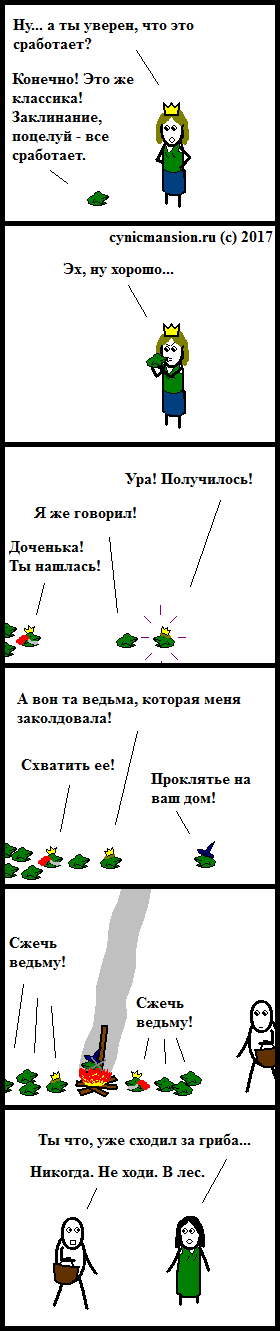 Ну... а ты уверен, что это
сработает?
Конечно! Это же
классика!
Заклинание,
поцелуй - все
сработает.
cynicmansion.ru (c) 2017
Эх, ну хорошо...
Ура! Получилось!
Я же говорил!
Доченька!
Ты нашлась!
А вон та ведьма, которая меня
заколдовала!
Схватить ее!
Проклятье на
ваш дом!
Сжечь
ведьму!
Сжечь
ведьму!
Ты что, уже сходил за гриба...
Никогда. Не ходи. В лес.